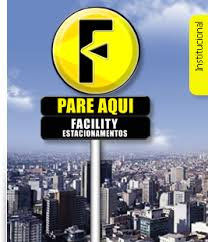 F
PARE AQUI
FACILITY
ESTACIONAMENTOS
Institucional